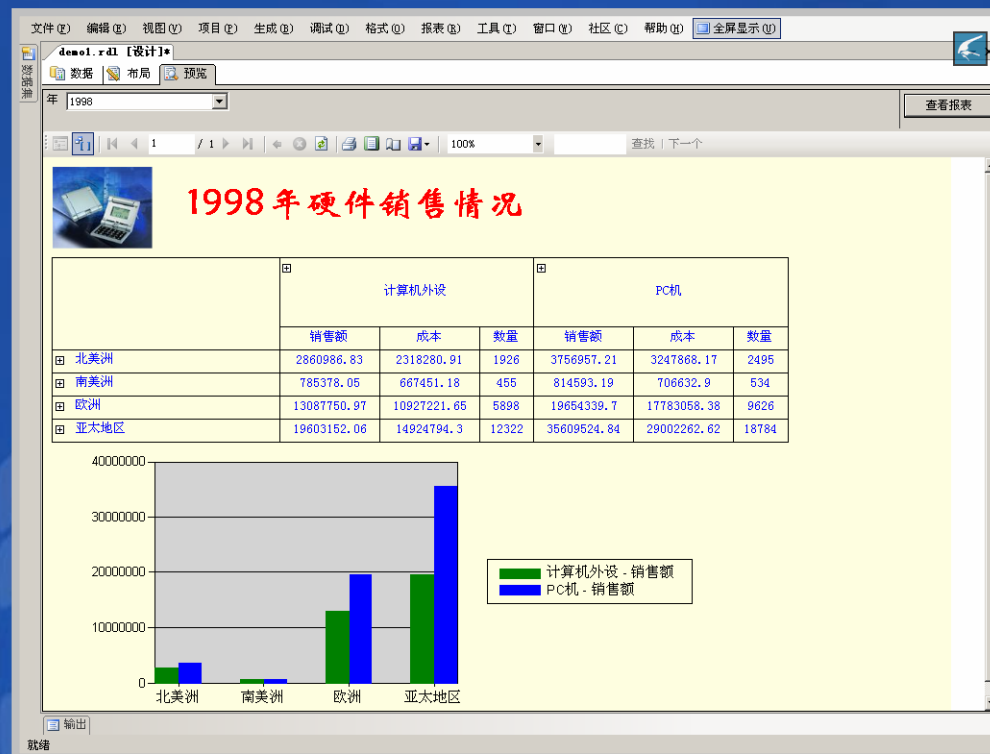 文件(F) 编辑(E) 视图(V) 项目(P) 生成(B) 调试(D) 格式(O) 报表(R) 工具(T) 窗口(W) 社区(C) 帮助(H) 全屏显示(U)
demo1.rdl [设计]*
数据集
数据 布局 预览
年 1998 查看报表
1 / 1 100% 查找 | 下一个
1998年硬件销售情况
计算机外设 PC机
销售额 成本 数量 销售额 成本 数量
北美洲 2860986.83 2318280.91 1926 3756957.21 3247868.17 2495
南美洲 785378.05 667451.18 455 814593.19 706632.9 534
欧洲 13087750.97 10927221.65 5898 19654339.7 17783058.38 9626
亚太地区 19603152.06 14924794.3 12322 35609524.84 29002262.62 18784
40000000
30000000
20000000
10000000
0
计算机外设 - 销售额
PC机 - 销售额
北美洲 南美洲 欧洲 亚太地区
输出
就绪